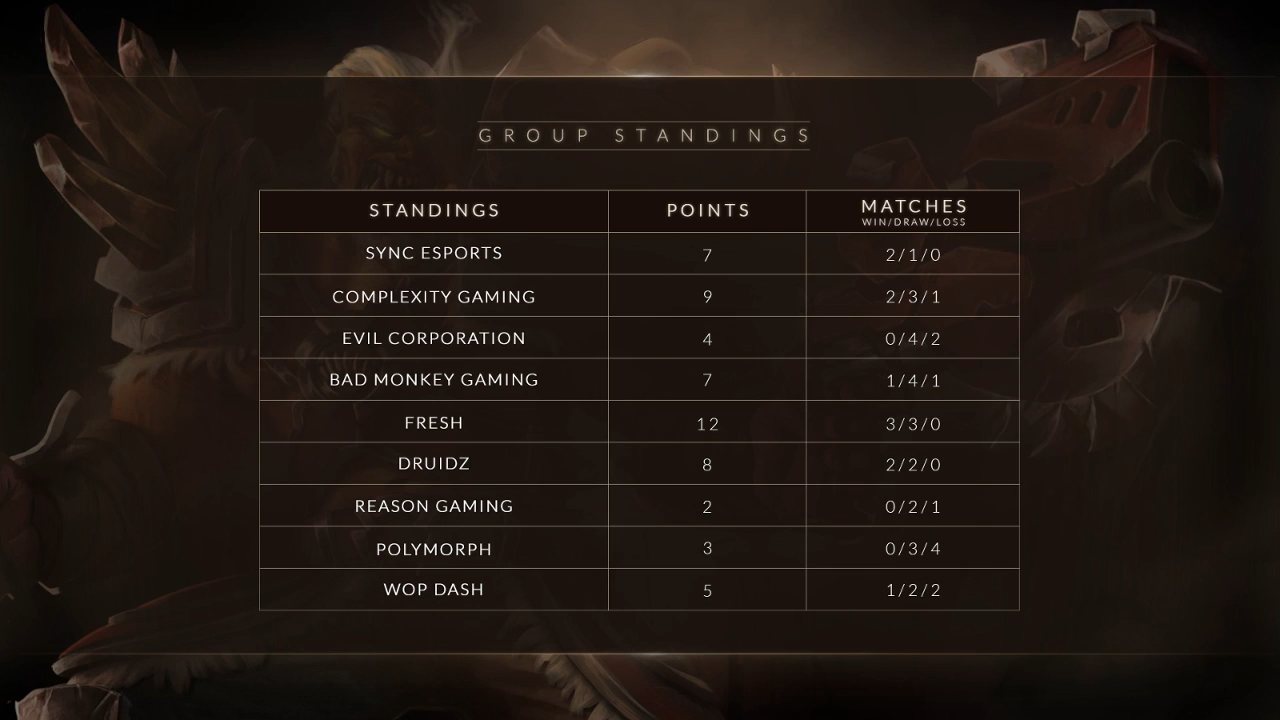 GROUP STANDINGS
STANDINGS POINTS MATCHES
WIN/DRAW/LOSS
SYNC ESPORTS 7 2/1/0
COMPLEXITY GAMING 9 2/3/1
EVIL CORPORATION 4 0/4/2
BAD MONKEY GAMING 7 1/4/1
FRESH 12 3/3/0
DRUIDZ 8 2/2/0
REASON GAMING 2 0/2/1
POLYMORPH 3 0/3/4
WOP DASH 5 1/2/2